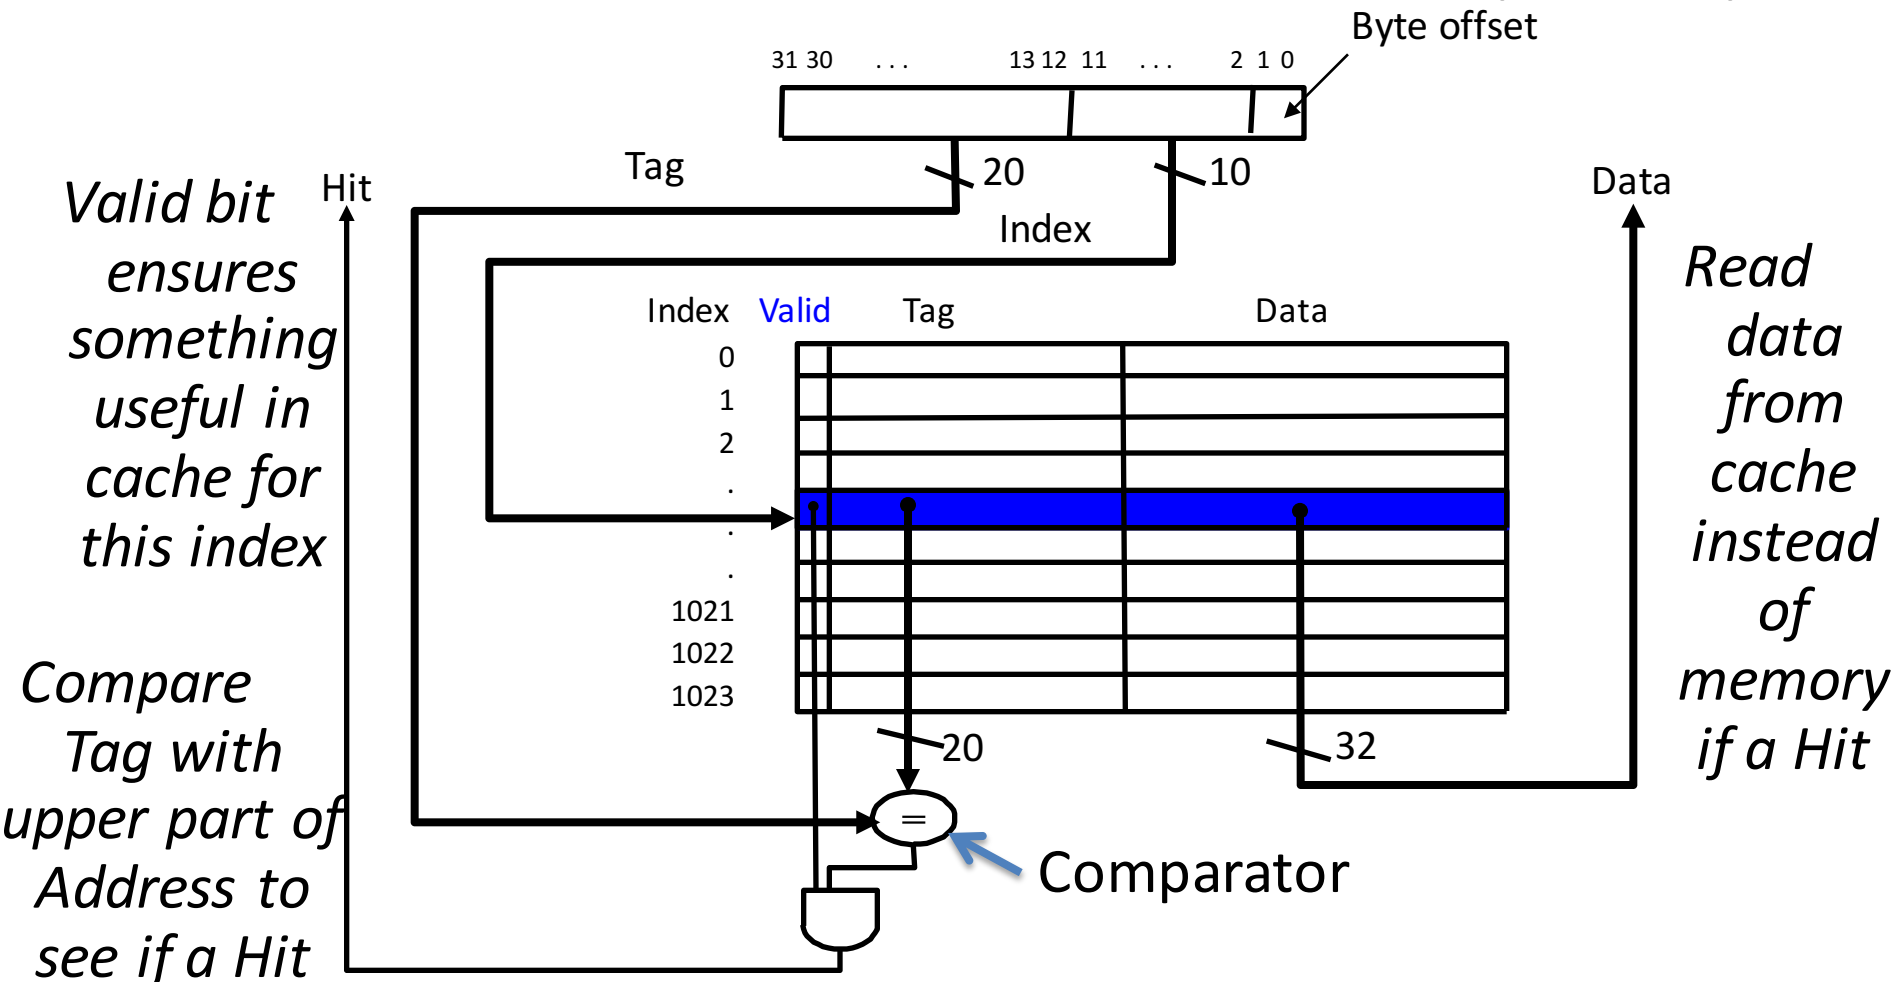 Byte offset
31 30 . . . 13 12 11 . . . 2 1 0
Tag
20
10
Hit
Data
Index
Valid bit
ensures
something
useful in
cache for
this index
Compare
Tag with
upper part of
Address to
see if a Hit
Index Valid Tag Data
0
1
2
.
.
.
1021
1022
1023
20
32
=
Comparator
Read
data
from
cache
instead
of
memory
if a Hit